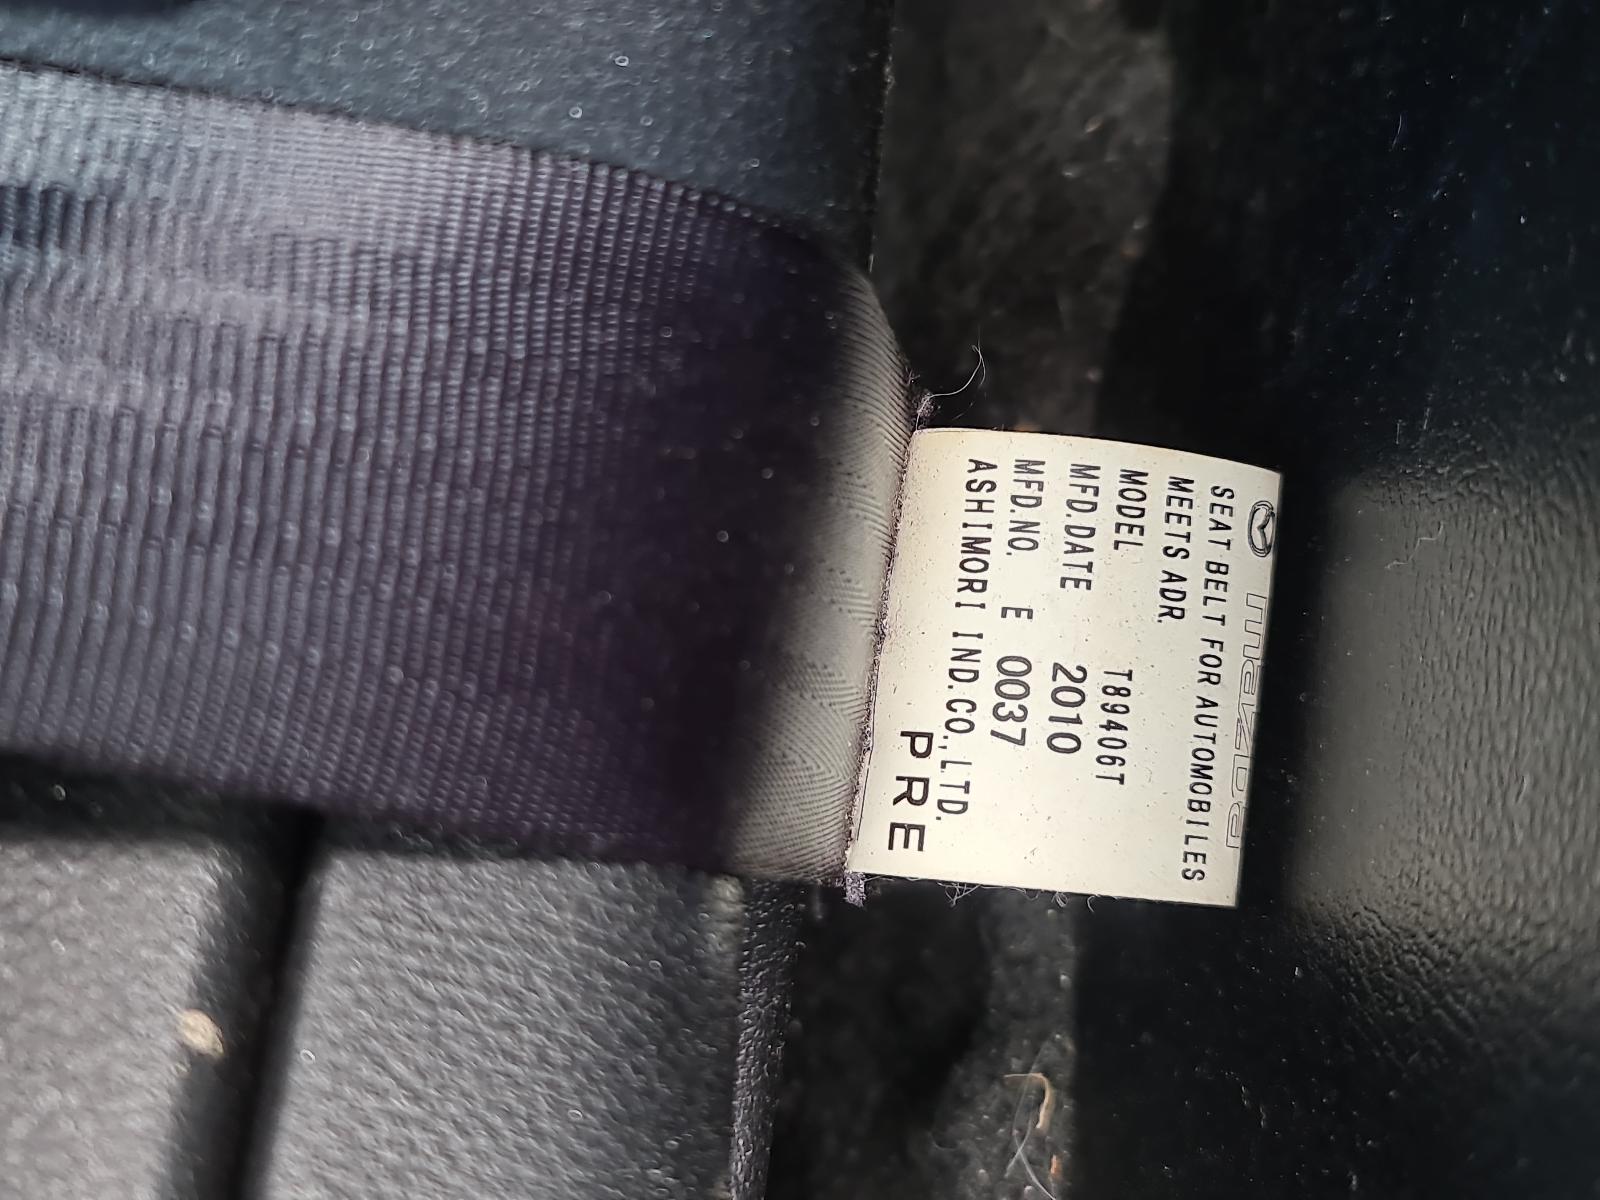 mazda
SEAT BELT FOR AUTOMOBILES
MEETS ADR.
MODEL T89406T
MFD.DATE 2010
MFD.NO. E 0037
ASHIMORI IND.CO.,LTD.
PRE